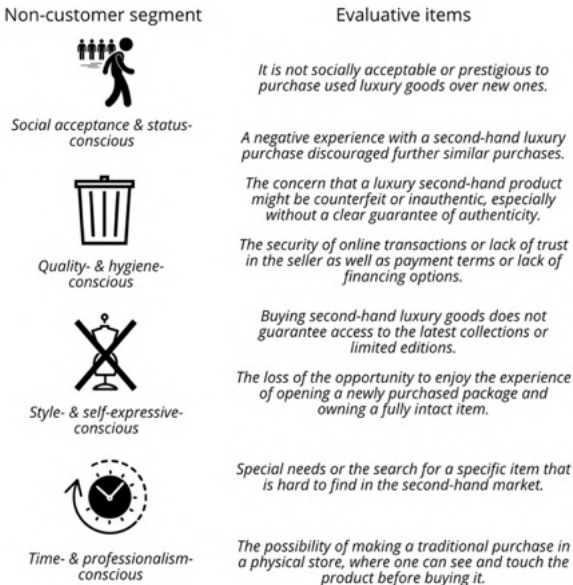 Non-customer segment
Evaluative items
It is not socially acceptable or prestigious to
purchase used luxury goods over new ones.
Social acceptance & status-
conscious
A negative experience with a second-hand luxury
purchase discouraged further similar purchases.
The concern that a luxury second-hand product
might be counterfeit or inauthentic, especially
without a clear guarantee of authenticity.
The security of online transactions or lack of trust
in the seller as well as payment terms or lack of
financing options.
Quality- & hygiene-
conscious
Buying second-hand luxury goods does not
guarantee access to the latest collections or
limited editions.
The loss of the opportunity to enjoy the experience
of opening a newly purchased package and
owning a fully intact item.
Style- & self-expressive-
conscious
Special needs or the search for a specific item that
is hard to find in the second-hand market.
Time- & professionalism-
conscious
The possibility of making a traditional purchase in
a physical store, where one can see and touch the
product before buying it.